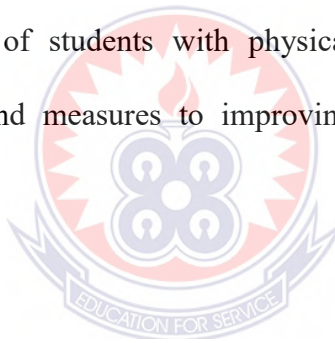 of students with physica
nd measures to improvin
EDUCATION FOR SERVICE